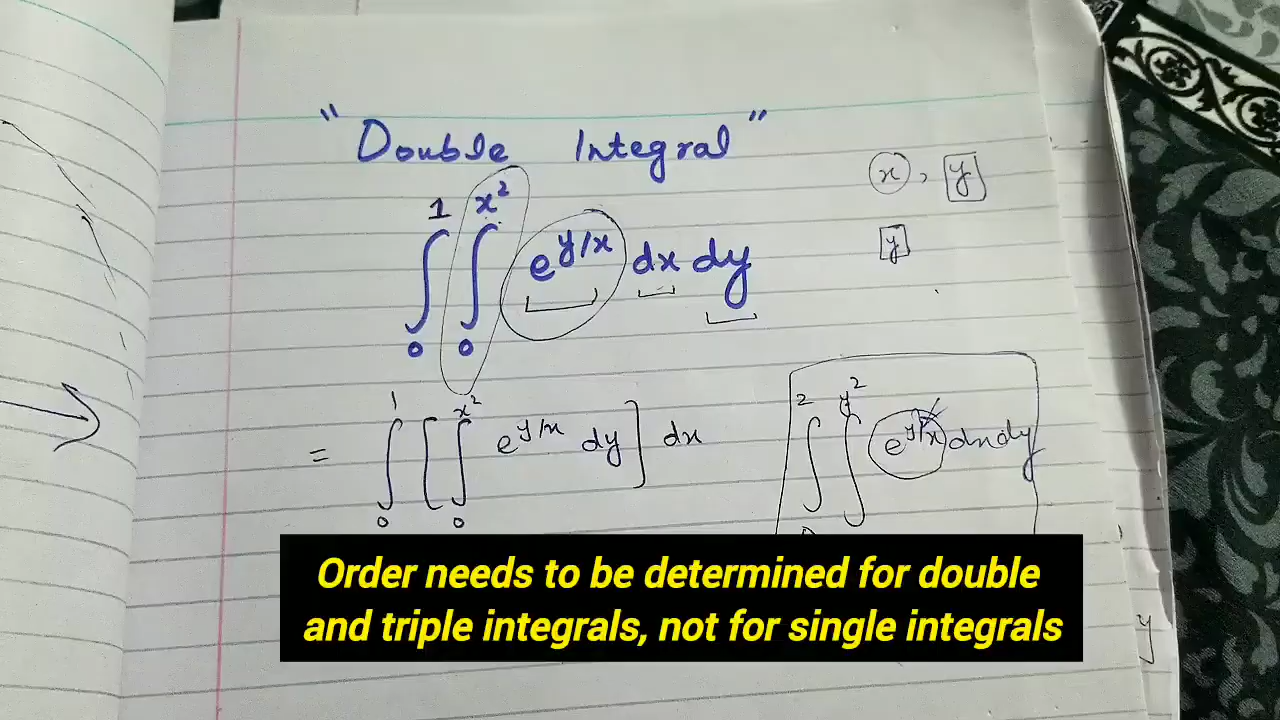 "Double Integral"
x, y
∫₀¹ ∫₀^{x²} e^{y/x} dx dy
y
= ∫₀¹ [ ∫₀^{x²} e^{y/x} dy ] dx
∫₀² ∫^{y²} e^{y/x} dx dy
Order needs to be determined for double
and triple integrals, not for single integrals
y